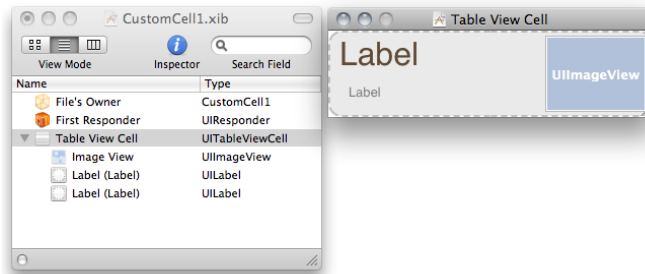 CustomCell1.xib
View Mode
Inspector
Search Field
Name Type
File's Owner CustomCell1
First Responder UIResponder
Table View Cell UITableViewCell
Image View UIImageView
Label (Label) UILabel
Label (Label) UILabel
Table View Cell
Label
Label
UIImageView